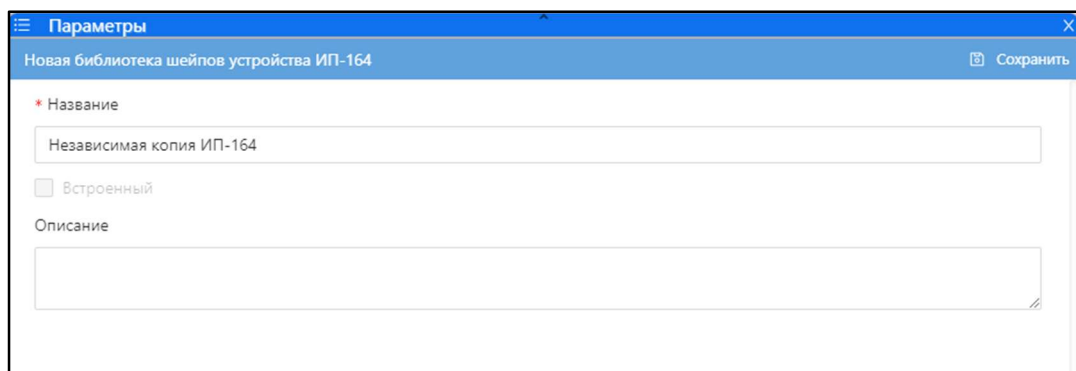 Параметры
Новая библиотека шейпов устройства ИП-164
Сохранить
* Название
Независимая копия ИП-164
Встроенный
Описание